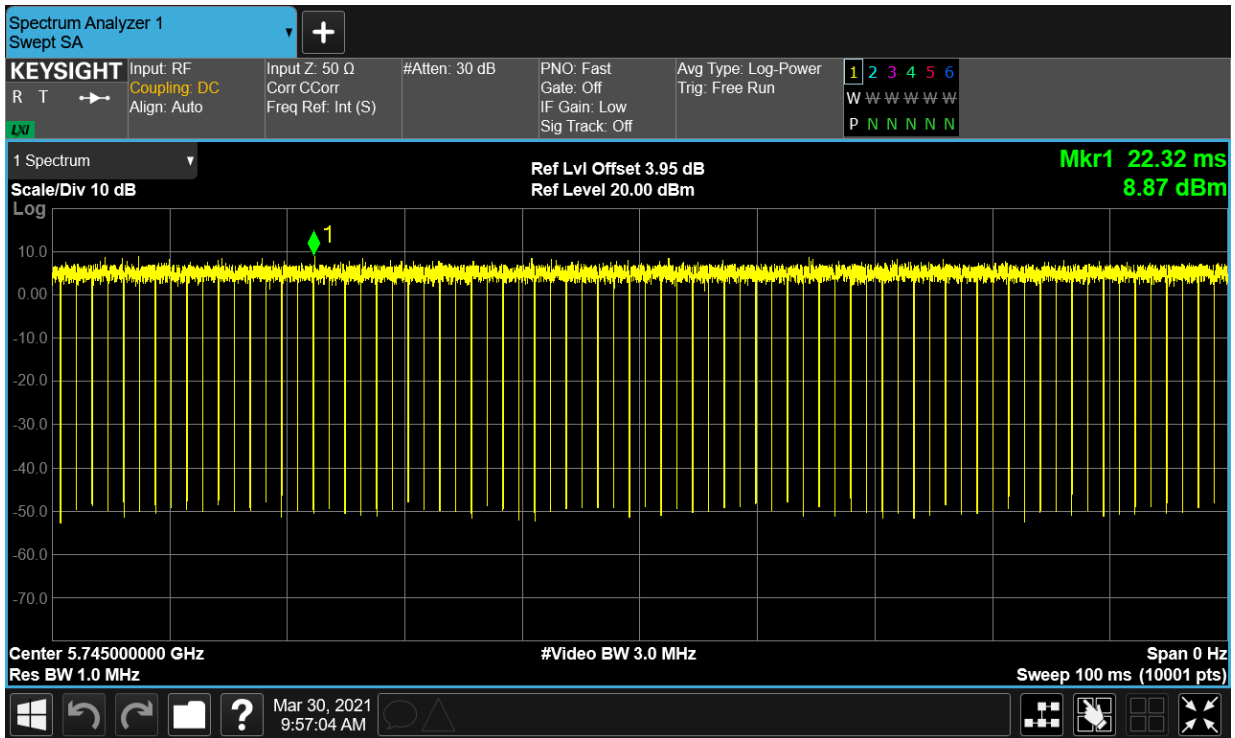 Spectrum Analyzer 1
Swept SA
KEYSIGHT
R T
LXI
Input: RF
Coupling: DC
Align: Auto
Input Z: 50 Ω
Corr CCorr
Freq Ref: Int (S)
#Atten: 30 dB
PNO: Fast
Gate: Off
IF Gain: Low
Sig Track: Off
Avg Type: Log-Power
Trig: Free Run
1 2 3 4 5 6
W W W W W W
P N N N N N
1 Spectrum
Scale/Div 10 dB
Log
Ref Lvl Offset 3.95 dB
Ref Level 20.00 dBm
Mkr1 22.32 ms
8.87 dBm
1
10.0
0.00
-10.0
-20.0
-30.0
-40.0
-50.0
-60.0
-70.0
Center 5.745000000 GHz
Res BW 1.0 MHz
#Video BW 3.0 MHz
Span 0 Hz
Sweep 100 ms (10001 pts)
?
Mar 30, 2021
9:57:04 AM